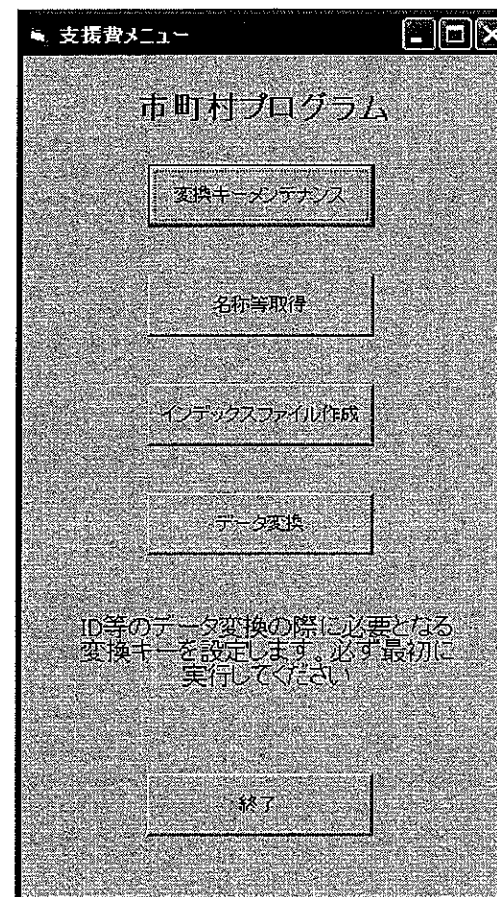 支援費メニュー
市町村プログラム
変換キーメンテナンス
名称等取得
インデックスファイル作成
データ変換
ID等のデータ変換の際に必要となる
変換キーを設定します。必ず最初に
実行してください
終了